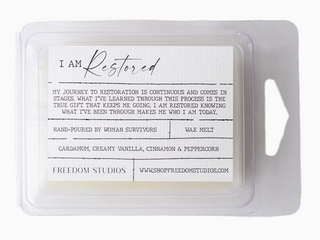 I AM Restored
MY JOURNEY TO RESTORATION IS CONTINUOUS AND COMES IN
STAGES. WHAT I'VE LEARNED THROUGH THIS PROCESS IS THE
TRUE GIFT THAT KEEPS ME GOING. I AM RESTORED KNOWING
WHAT I'VE BEEN THROUGH MAKES ME WHO I AM TODAY.
HAND-POURED BY WOMAN SURVIVORS WAX MELT
CARDAMOM, CREAMY VANILLA, CINNAMON & PEPPERCORN
FREEDOM STUDIOS WWW.SHOPFREEDOMSTUDIOS.COM